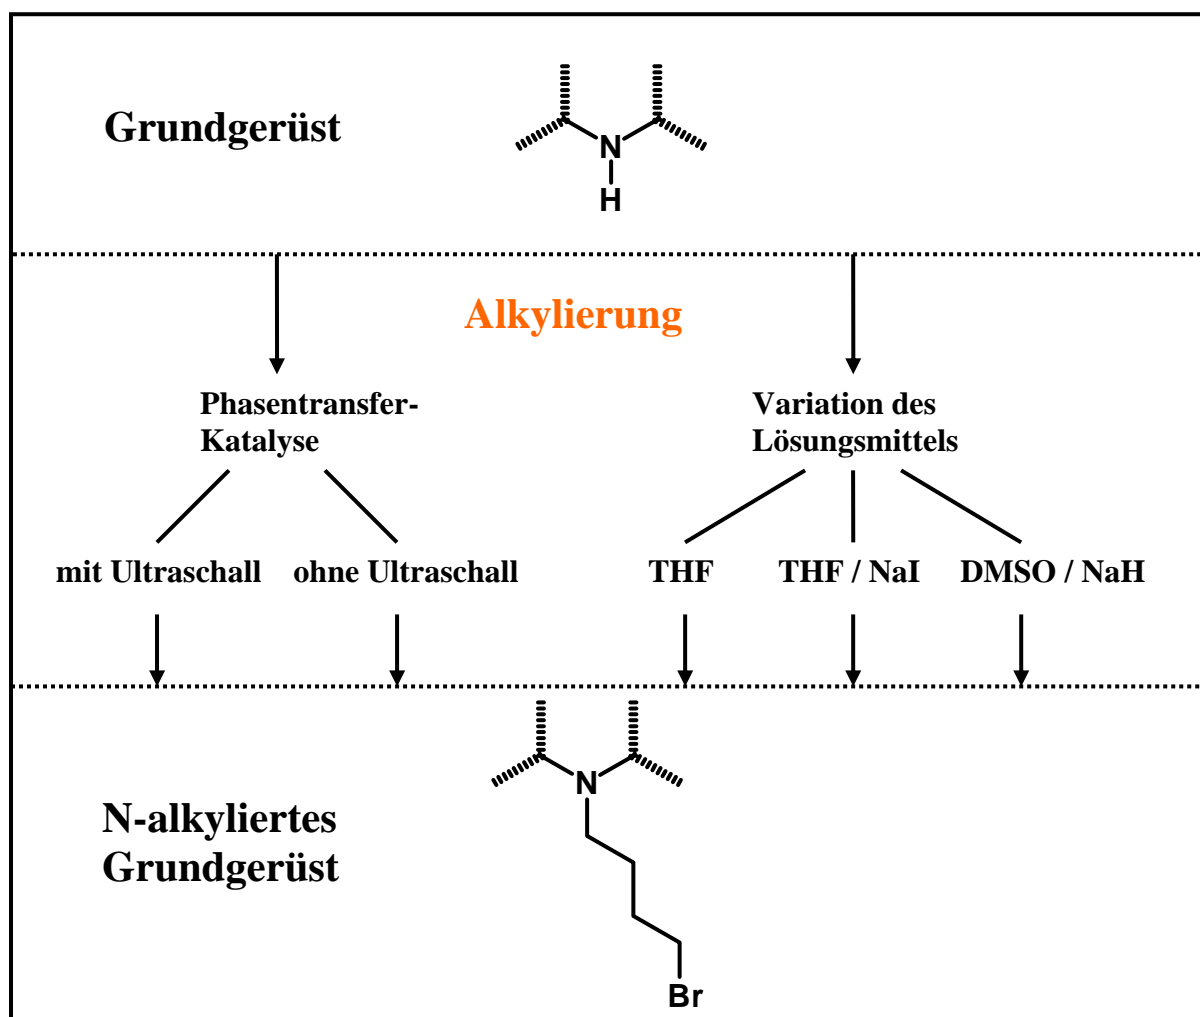 Grundgerüst
N
H
Alkylierung
Phasentransfer-
Katalyse
Variation des
Lösungsmittels
mit Ultraschall
ohne Ultraschall
THF
THF / NaI
DMSO / NaH
N
N-alkyliertes
Grundgerüst
Br